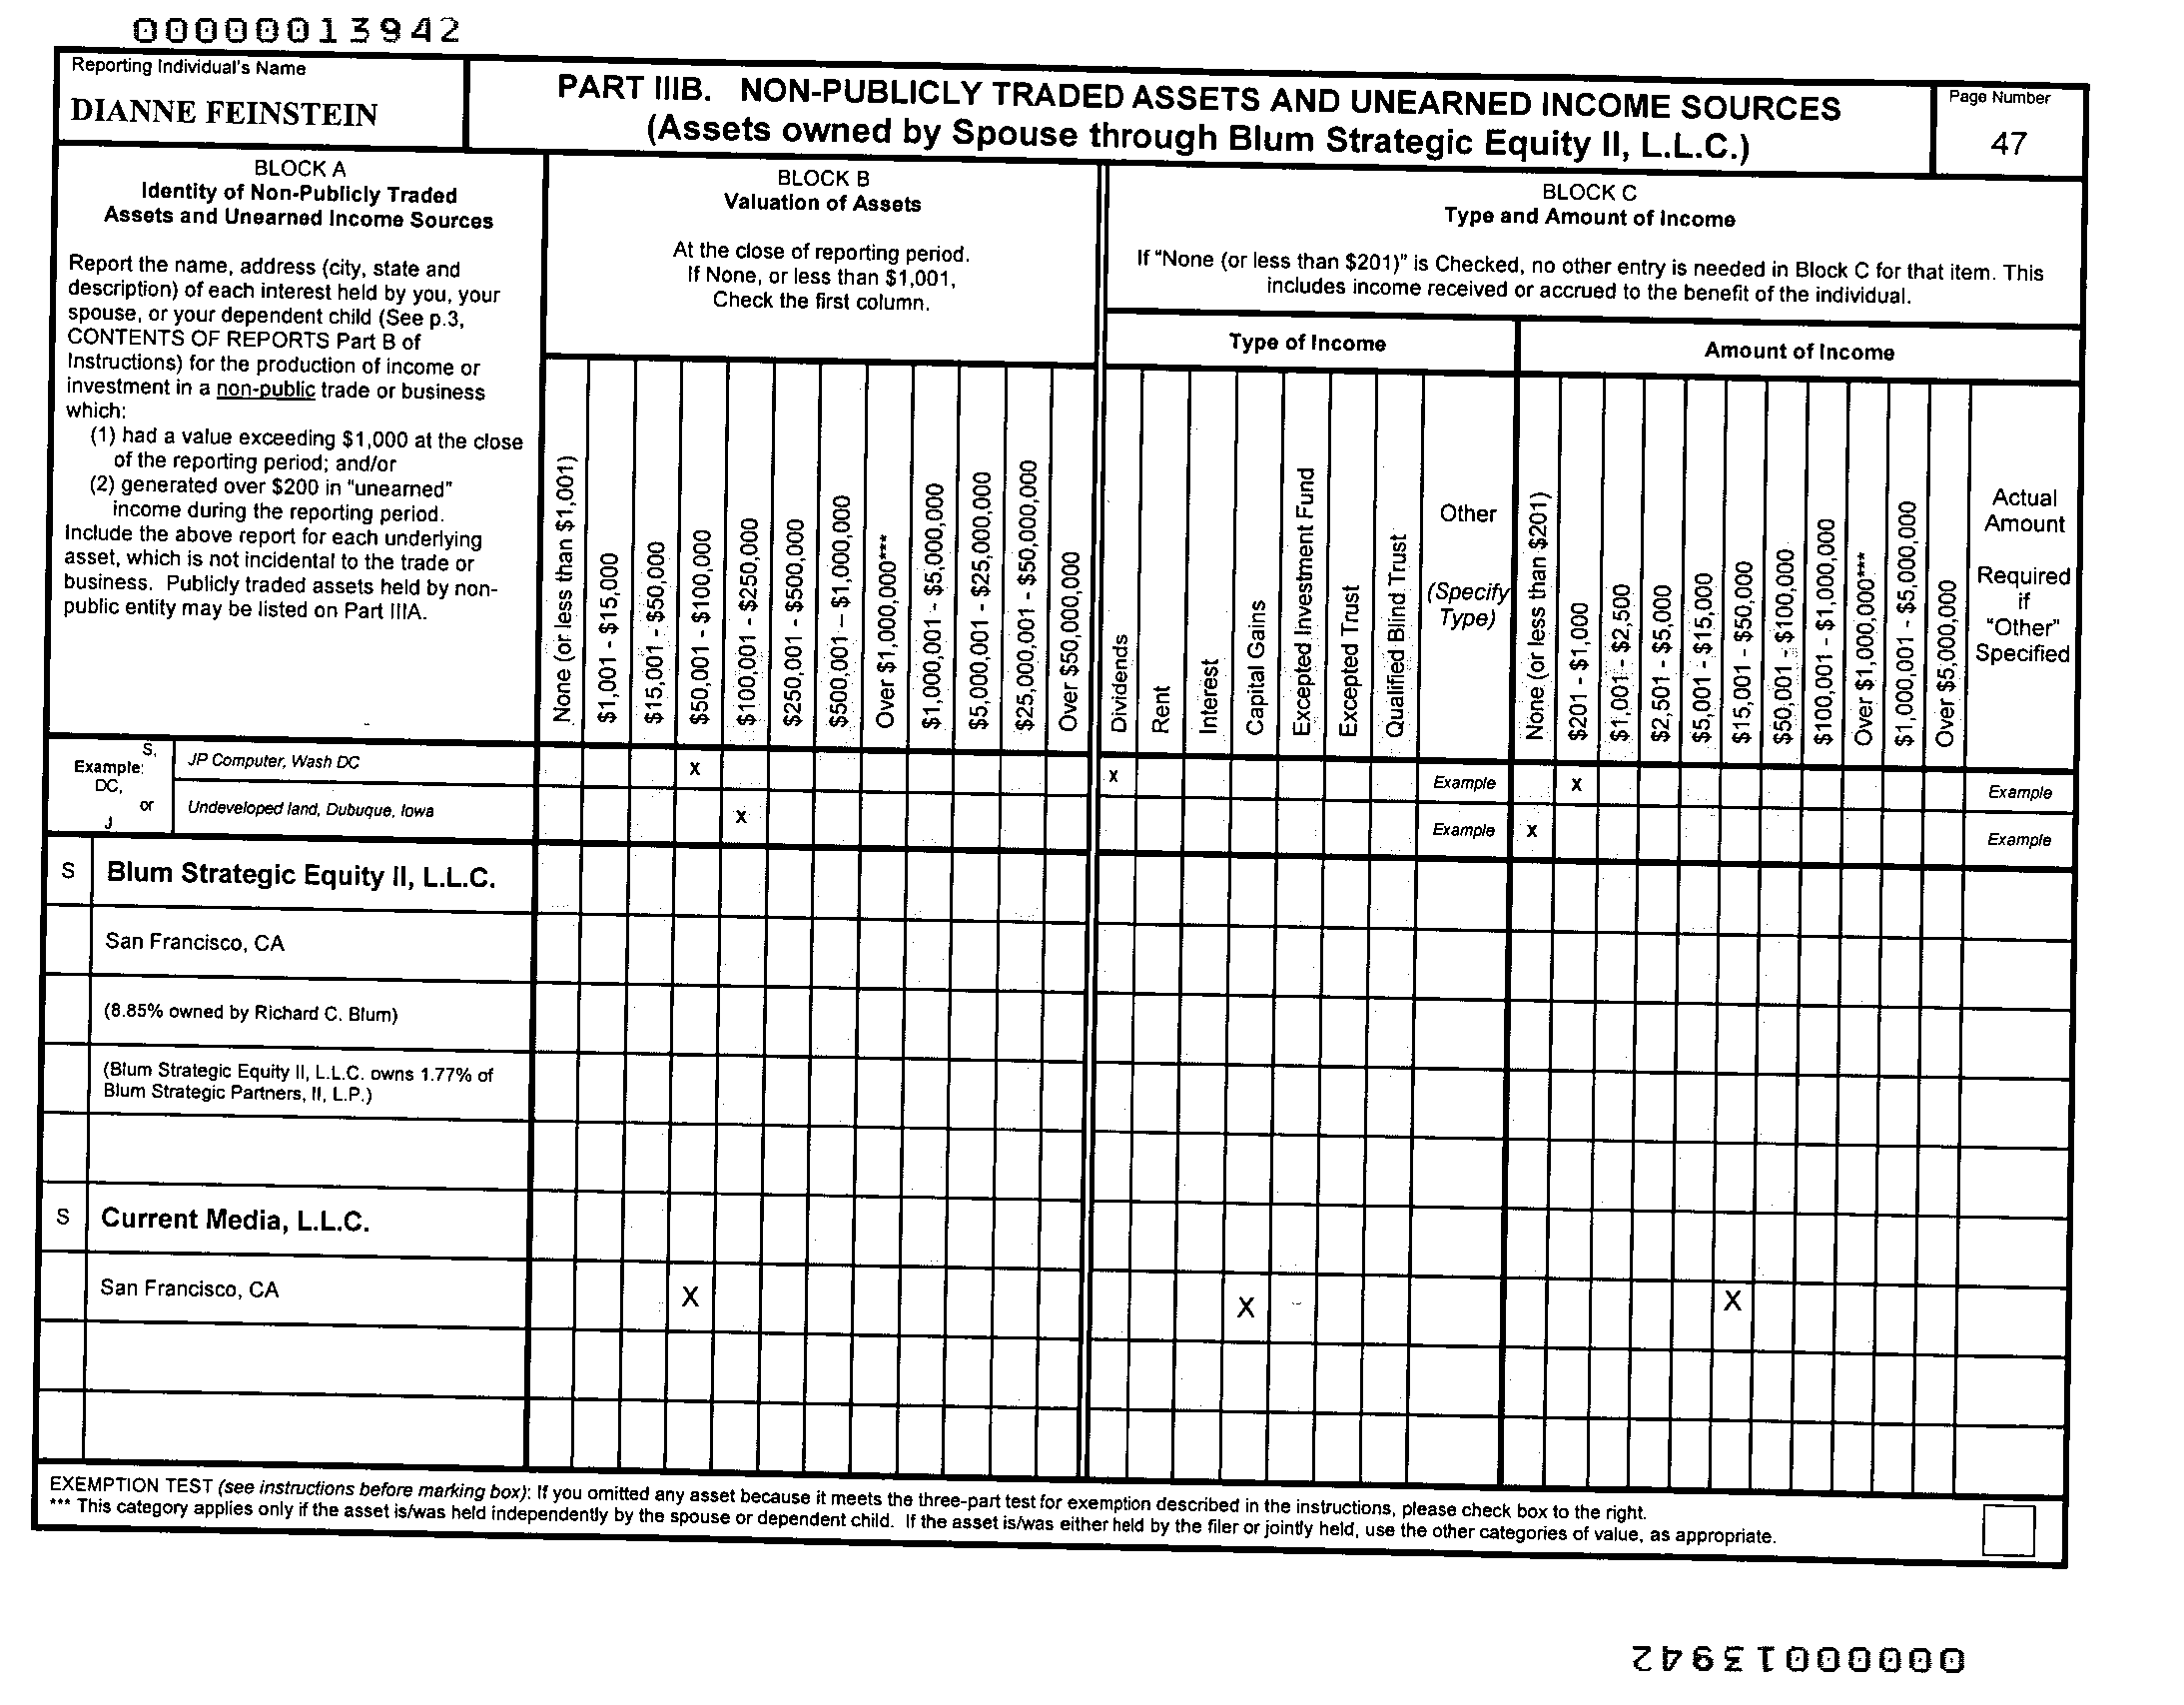 00000013942
Reporting Individual's Name
DIANNE FEINSTEIN
PART IIIB. NON-PUBLICLY TRADED ASSETS AND UNEARNED INCOME SOURCES
(Assets owned by Spouse through Blum Strategic Equity II, L.L.C.)
Page Number
47
BLOCK A
Identity of Non-Publicly Traded
Assets and Unearned Income Sources
Report the name, address (city, state and
description) of each interest held by you, your
spouse, or your dependent child (See p.3,
CONTENTS OF REPORTS Part B of
Instructions) for the production of income or
investment in a non-public trade or business
which:
(1) had a value exceeding $1,000 at the close
of the reporting period; and/or
(2) generated over $200 in "unearned"
income during the reporting period.
Include the above report for each underlying
asset, which is not incidental to the trade or
business. Publicly traded assets held by non-
public entity may be listed on Part IIIA.
BLOCK B
Valuation of Assets
At the close of reporting period.
If None, or less than $1,001,
Check the first column.
None (or less than $1,001)
$1,001 - $15,000
$15,001 - $50,000
$50,001 - $100,000
$100,001 - $250,000
$250,001 - $500,000
$500,001 – $1,000,000
Over $1,000,000***
$1,000,001 - $5,000,000
$5,000,001 - $25,000,000
$25,000,001 - $50,000,000
Over $50,000,000
BLOCK C
Type and Amount of Income
If “None (or less than $201)” is Checked, no other entry is needed in Block C for that item. This
includes income received or accrued to the benefit of the individual.
Type of Income
Dividends
Rent
Interest
Capital Gains
Excepted Investment Fund
Excepted Trust
Qualified Blind Trust
Other
(Specify
Type)
Amount of Income
None (or less than $201)
$201 - $1,000
$1,001 - $2,500
$2,501 - $5,000
$5,001 - $15,000
$15,001 - $50,000
$50,001 - $100,000
$100,001 - $1,000,000
Over $1,000,000***
$1,000,001 - $5,000,000
Over $5,000,000
Actual
Amount
Required
if
“Other”
Specified
S,
Example:
DC,
or
J
JP Computer, Wash DC
X
X
Example
X
Example
Undeveloped land, Dubuque, Iowa
X
Example
X
Example
S
Blum Strategic Equity II, L.L.C.
San Francisco, CA
(8.85% owned by Richard C. Blum)
(Blum Strategic Equity II, L.L.C. owns 1.77% of
Blum Strategic Partners, II, L.P.)
S
Current Media, L.L.C.
San Francisco, CA
X
X
X
EXEMPTION TEST (see instructions before marking box): If you omitted any asset because it meets the three-part test for exemption described in the instructions, please check box to the right.
*** This category applies only if the asset is/was held independently by the spouse or dependent child. If the asset is/was either held by the filer or jointly held, use the other categories of value, as appropriate.
00000013942